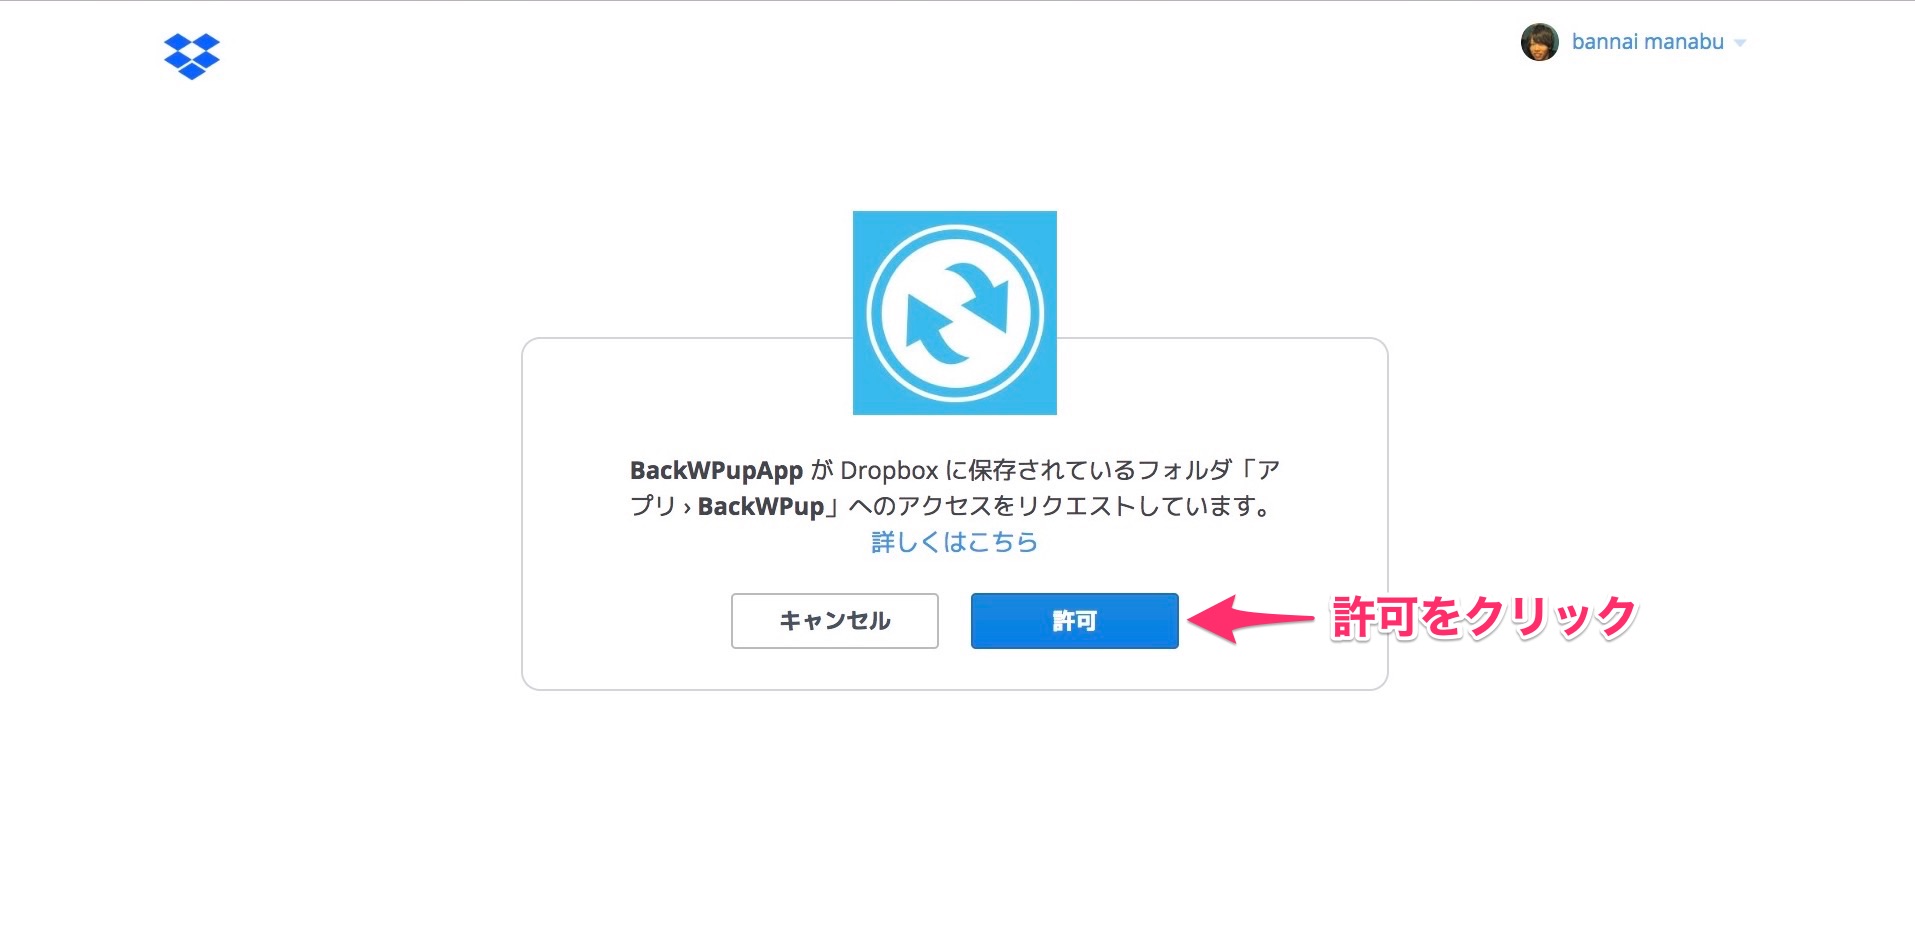 bannai manabu
BackWPupApp が Dropbox に保存されているフォルダ「ア
プリ › BackWPup」へのアクセスをリクエストしています。
詳しくはこちら
キャンセル
許可
許可をクリック